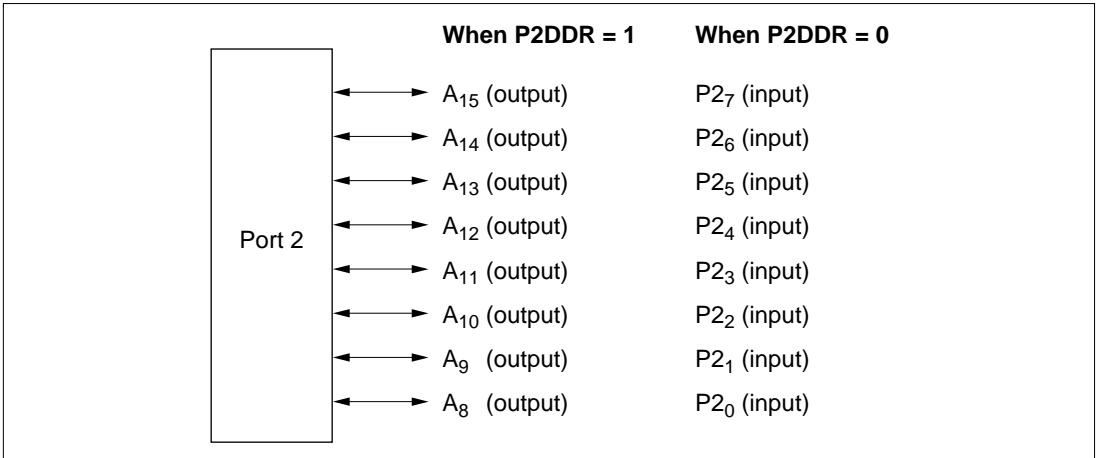 When P2DDR = 1 When P2DDR = 0
A15 (output) P27 (input)
A14 (output) P26 (input)
A13 (output) P25 (input)
Port 2 A12 (output) P24 (input)
A11 (output) P23 (input)
A10 (output) P22 (input)
A9 (output) P21 (input)
A8 (output) P20 (input)